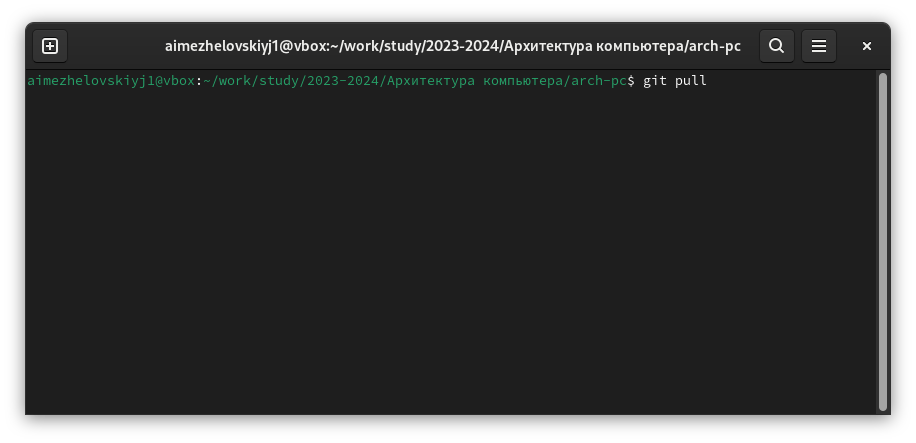 aimezhelovskiyj1@vbox:~/work/study/2023-2024/Архитектура компьютера/arch-pc
aimezhelovskiyj1@vbox:~/work/study/2023-2024/Архитектура компьютера/arch-pc$ git pull